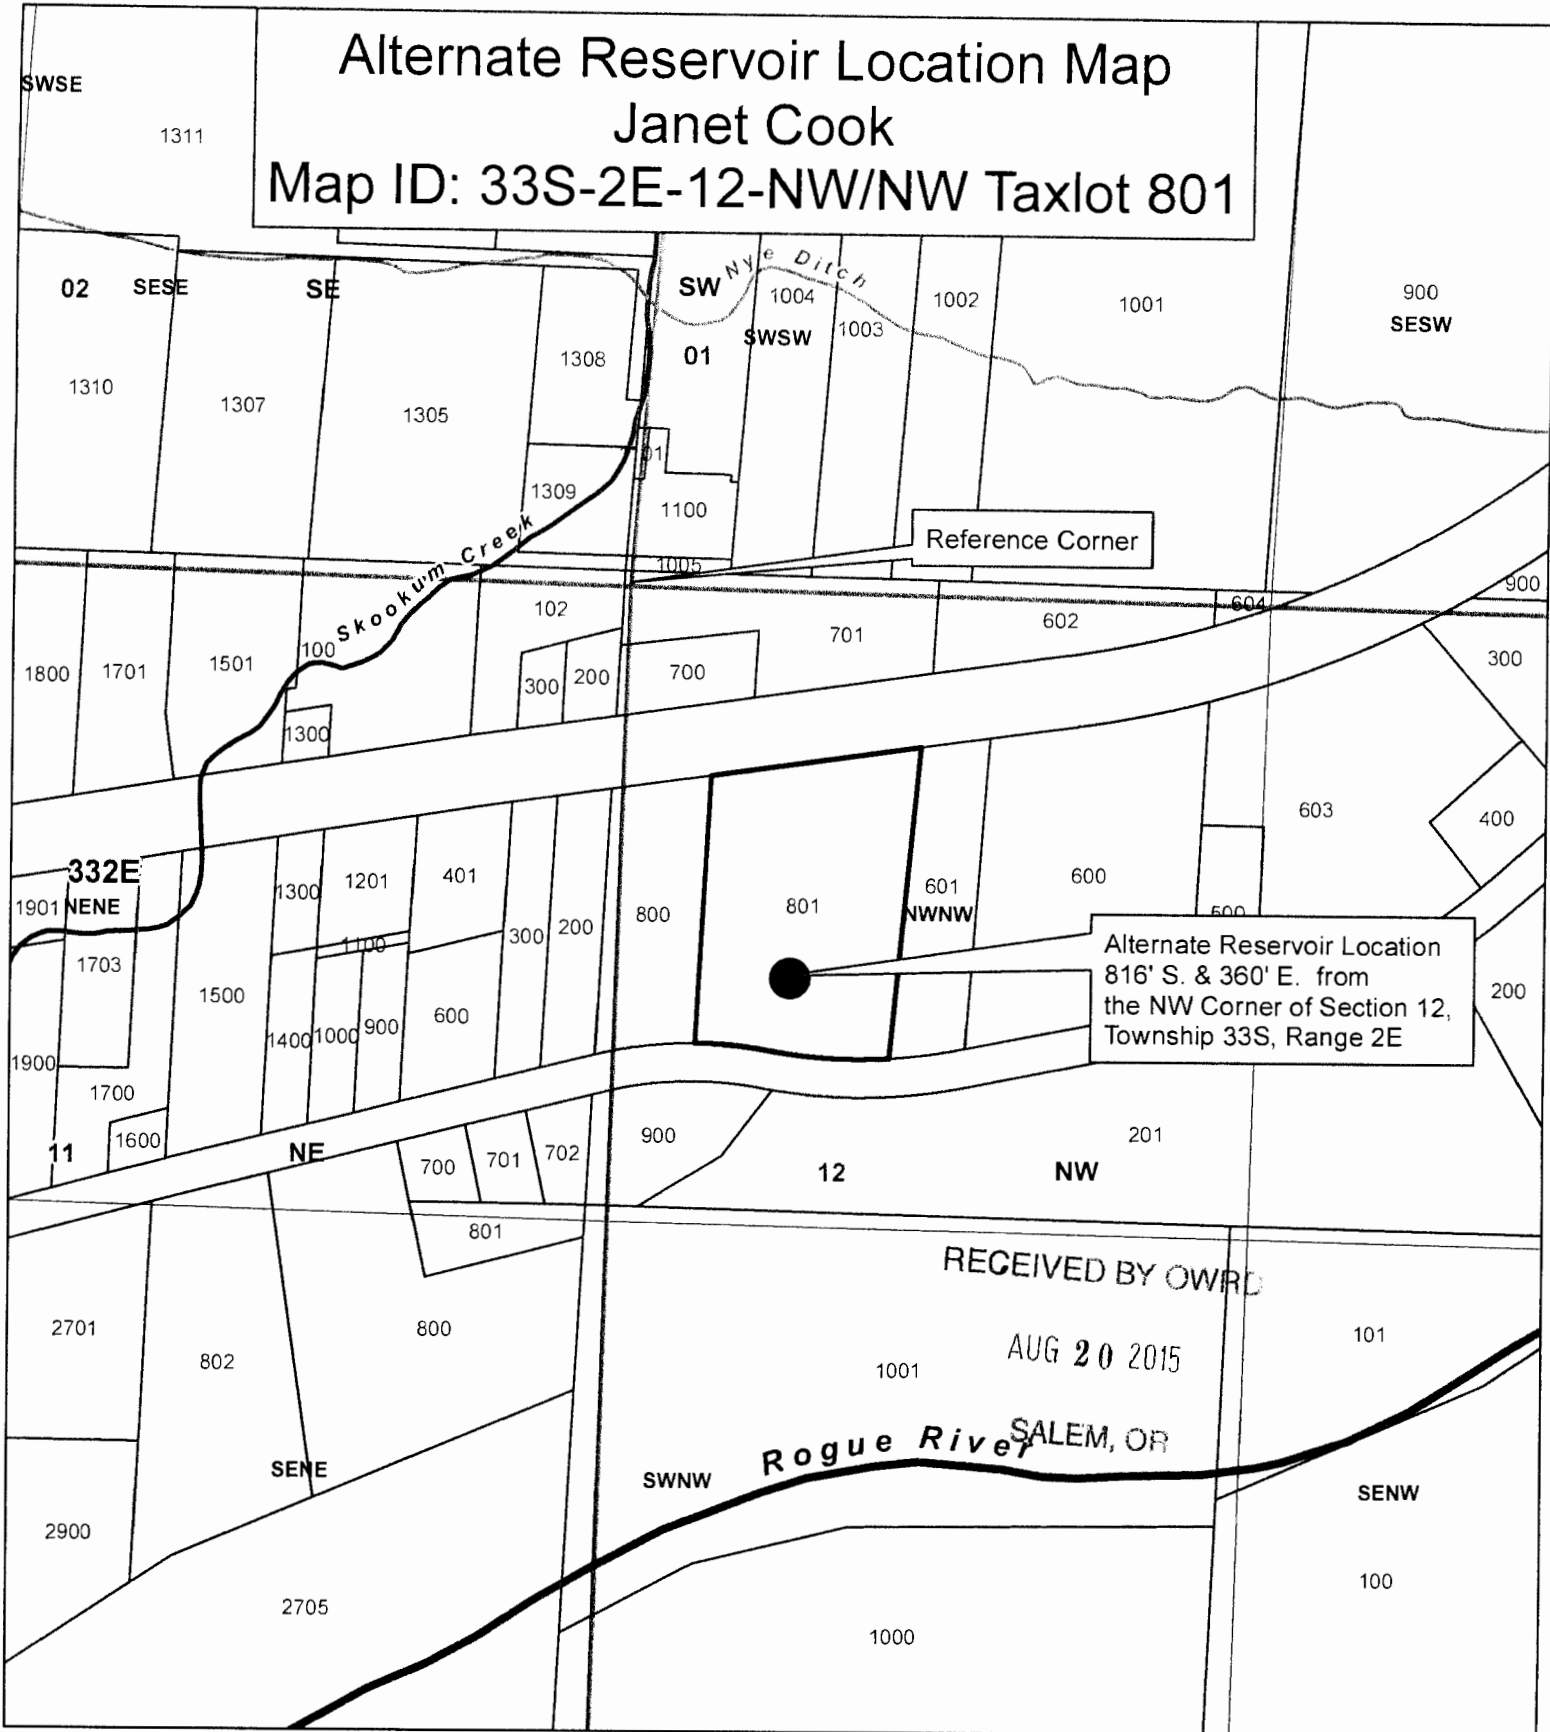 Alternate Reservoir Location Map
Janet Cook
Map ID: 33S-2E-12-NW/NW Taxlot 801
SWSE
1311
Nye Ditch
02
SESE
SE
SW
1004
1002
1001
900
SESW
1003
SWSW
01
1308
1310
1307
1305
01
1309
1100
Skookum Creek
Reference Corner
1005
102
701
602
604
900
1800
1701
1501
100
300
200
700
300
1300
603
400
332E
1901
NENE
1300
1201
401
300
200
800
801
601
NWNW
600
500
1100
1703
1500
1400
1000
900
600
Alternate Reservoir Location
816' S. & 360' E. from
the NW Corner of Section 12,
Township 33S, Range 2E
200
1900
1700
1600
11
NE
700
701
702
900
201
12
NW
801
RECEIVED BY OWRD
2701
802
800
AUG 20 2015
101
1001
SALEM, OR
Rogue River
SENE
SWNW
SENW
2900
2705
1000
100